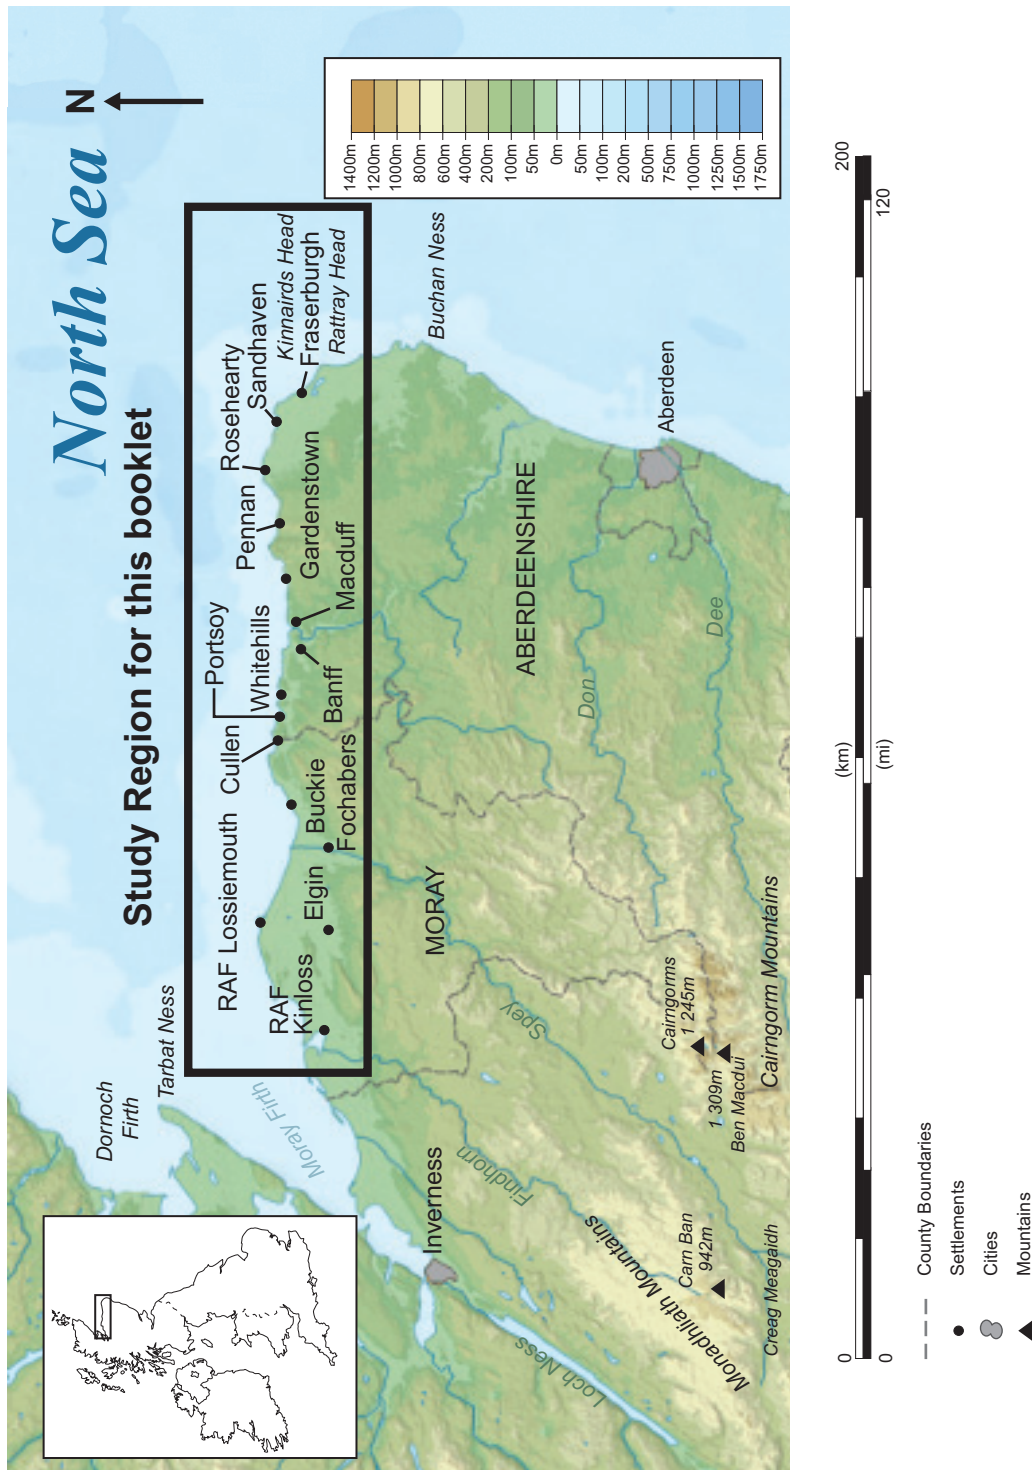 North Sea
N
Study Region for this booklet
Dornoch
Firth
Tarbat Ness
Moray Firth
RAF Lossiemouth
RAF
Kinloss
Elgin
Fochabers
Buckie
Cullen
Portsoy
Whitehills
Banff
Macduff
Gardenstown
Pennan
Rosehearty
Sandhaven
Kinnairds Head
Fraserburgh
Rattray Head
Buchan Ness
Inverness
MORAY
ABERDEENSHIRE
Aberdeen
Findhorn
Spey
Don
Dee
Loch Ness
Monadhliath Mountains
Carn Ban
942m
Creag Meagaidh
Cairngorms
1 245m
1 309m
Ben Macdui
Cairngorm Mountains
1400m
1200m
1000m
800m
600m
400m
200m
100m
50m
0m
50m
100m
200m
500m
750m
1000m
1250m
1500m
1750m
0
(km)
200
0
(mi)
120
County Boundaries
Settlements
Cities
Mountains